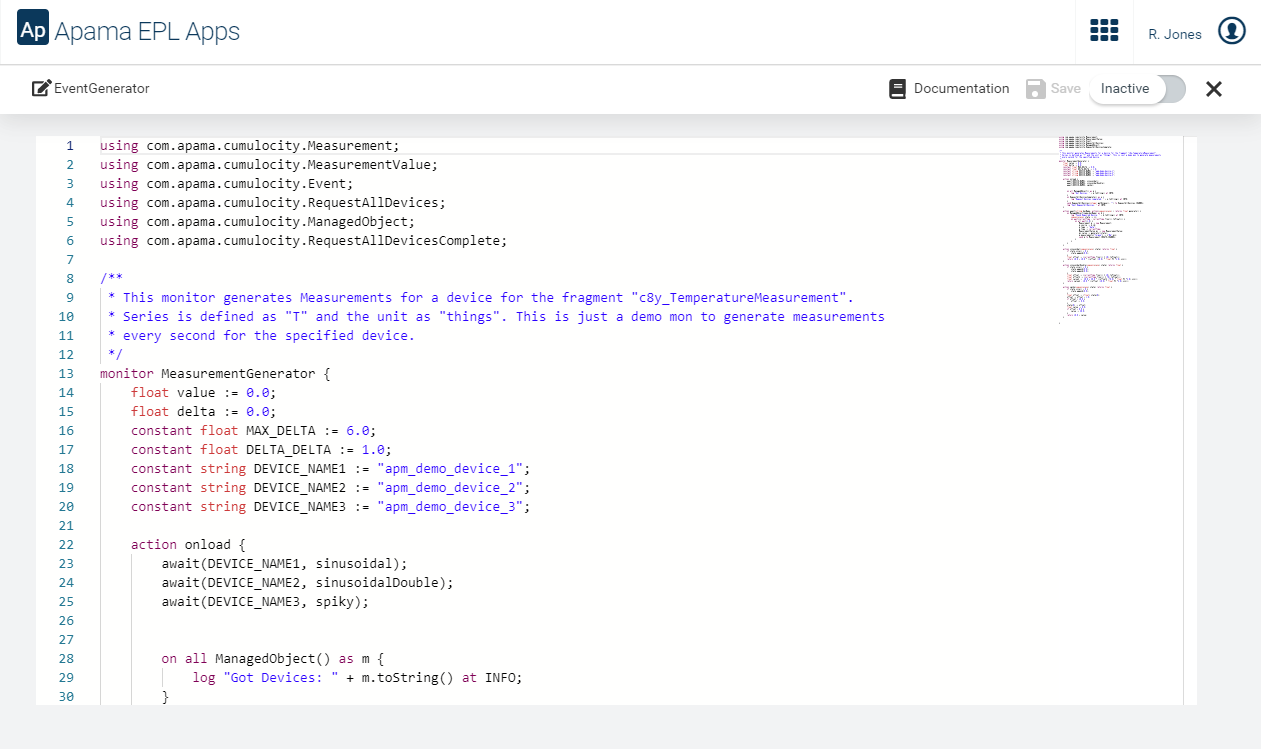 Ap Apama EPL Apps
R. Jones
EventGenerator
Documentation Save Inactive
1 using com.apama.cumulocity.Measurement;
2 using com.apama.cumulocity.MeasurementValue;
3 using com.apama.cumulocity.Event;
4 using com.apama.cumulocity.RequestAllDevices;
5 using com.apama.cumulocity.ManagedObject;
6 using com.apama.cumulocity.RequestAllDevicesComplete;
7
8 /**
9 * This monitor generates Measurements for a device for the fragment "c8y_TemperatureMeasurement".
10 * Series is defined as "T" and the unit as "things". This is just a demo mon to generate measurements
11 * every second for the specified device.
12 */
13 monitor MeasurementGenerator {
14 float value := 0.0;
15 float delta := 0.0;
16 constant float MAX_DELTA := 6.0;
17 constant float DELTA_DELTA := 1.0;
18 constant string DEVICE_NAME1 := "apm_demo_device_1";
19 constant string DEVICE_NAME2 := "apm_demo_device_2";
20 constant string DEVICE_NAME3 := "apm_demo_device_3";
21
22 action onload {
23 await(DEVICE_NAME1, sinusoidal);
24 await(DEVICE_NAME2, sinusoidalDouble);
25 await(DEVICE_NAME3, spiky);
26
27
28 on all ManagedObject() as m {
29 log "Got Devices: " + m.toString() at INFO;
30 }